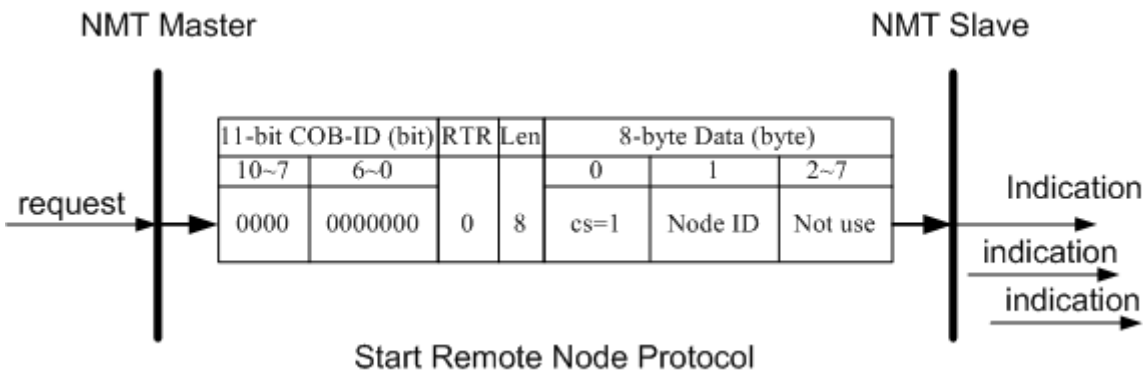 NMT Master
NMT Slave
11-bit COB-ID (bit) RTR Len 8-byte Data (byte)
10~7 6~0 0 1 2~7
request 0000 0000000 0 8 cs=1 Node ID Not use Indication
indication
indication
Start Remote Node Protocol